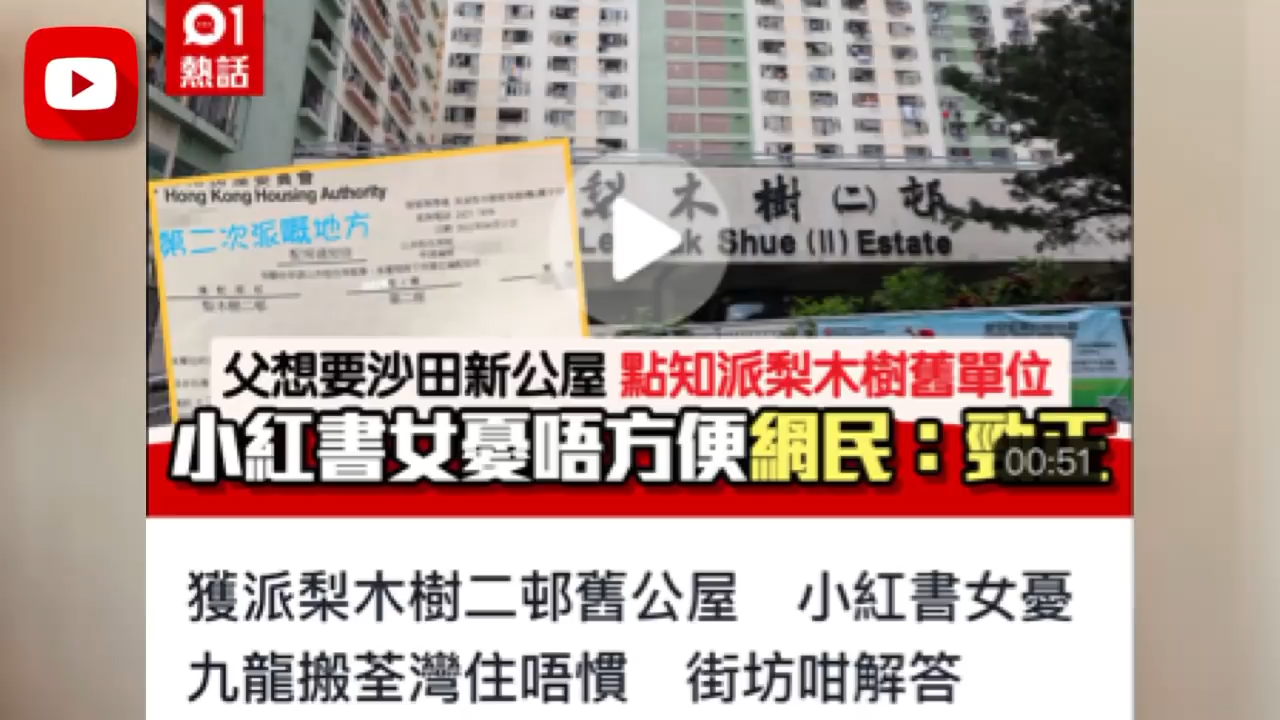 01
熱話
梨木樹(二)邨
Shue (II) Estate
Hong Kong Housing Authority
第二次派嘅地方
父想要沙田新公屋 點知派梨木樹舊單位
小紅書女憂唔方便網民：勁正
00:51
獲派梨木樹二邨舊公屋 小紅書女憂
九龍搬荃灣住唔慣 街坊咁解答